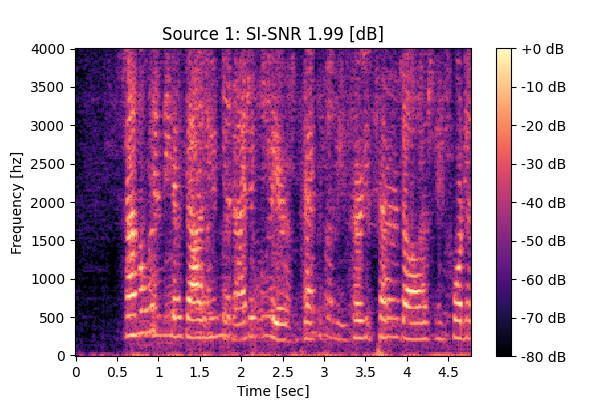 Source 1: SI-SNR 1.99 [dB]
4000
3500
3000
2500
2000
1500
1000
500
0
Frequency [hz]
0 0.5 1 1.5 2 2.5 3 3.5 4 4.5
Time [sec]
+0 dB
-10 dB
-20 dB
-30 dB
-40 dB
-50 dB
-60 dB
-70 dB
-80 dB